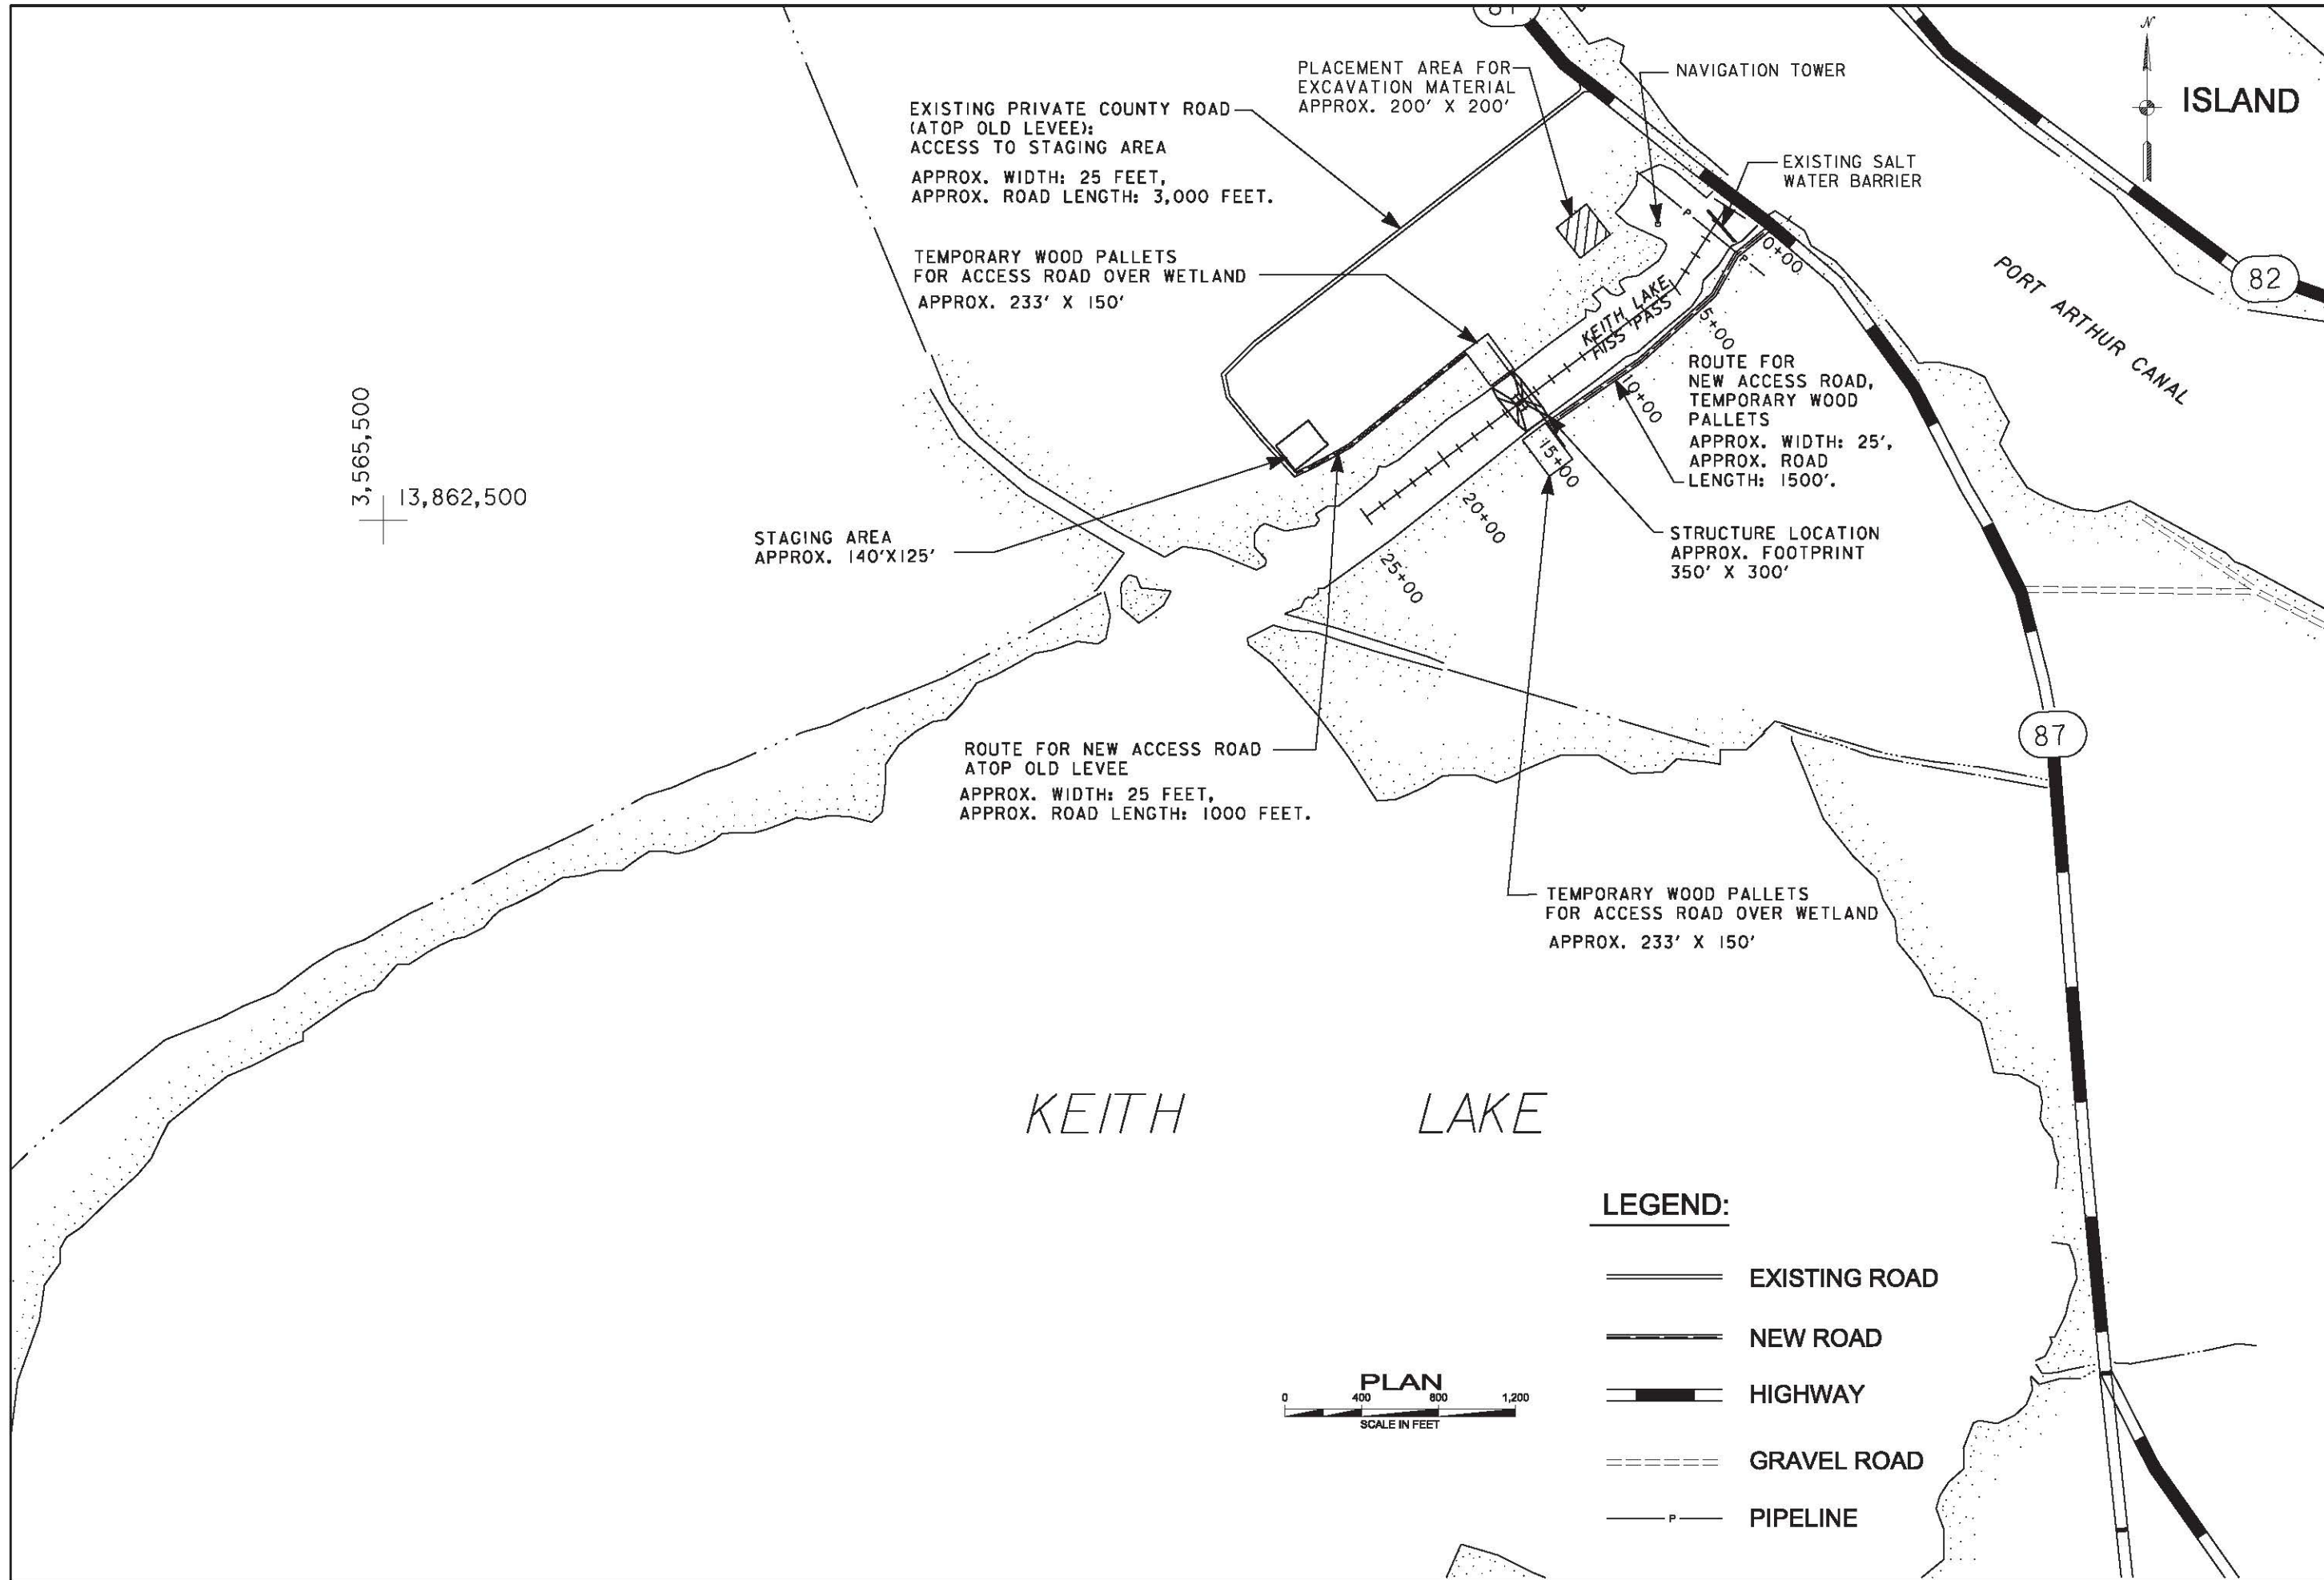 N
ISLAND
PLACEMENT AREA FOR
EXCAVATION MATERIAL
APPROX. 200' X 200'
NAVIGATION TOWER
EXISTING PRIVATE COUNTY ROAD
(ATOP OLD LEVEE):
ACCESS TO STAGING AREA
APPROX. WIDTH: 25 FEET,
APPROX. ROAD LENGTH: 3,000 FEET.
EXISTING SALT
WATER BARRIER
TEMPORARY WOOD PALLETS
FOR ACCESS ROAD OVER WETLAND
APPROX. 233' X 150'
P
P
0+00
5+00
10+00
15+00
20+00
25+00
KEITH LAKE
FISS PASS
PORT ARTHUR CANAL
82
ROUTE FOR
NEW ACCESS ROAD,
TEMPORARY WOOD
PALLETS
APPROX. WIDTH: 25',
APPROX. ROAD
LENGTH: 1500'.
3,565,500
13,862,500
STAGING AREA
APPROX. 140'X125'
STRUCTURE LOCATION
APPROX. FOOTPRINT
350' X 300'
87
ROUTE FOR NEW ACCESS ROAD
ATOP OLD LEVEE
APPROX. WIDTH: 25 FEET,
APPROX. ROAD LENGTH: 1000 FEET.
TEMPORARY WOOD PALLETS
FOR ACCESS ROAD OVER WETLAND
APPROX. 233' X 150'
KEITH LAKE
LEGEND:
EXISTING ROAD
NEW ROAD
HIGHWAY
GRAVEL ROAD
P PIPELINE
PLAN
0 400 800 1,200
SCALE IN FEET